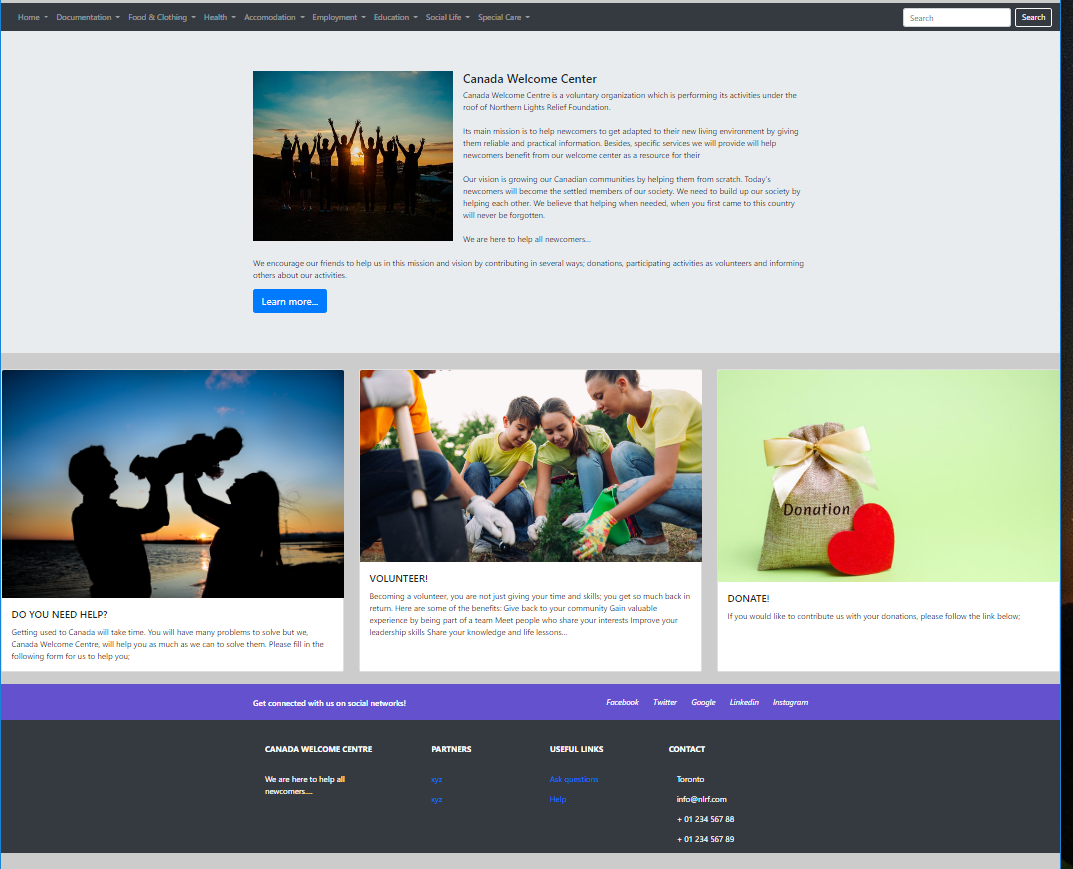 Home Documentation Food & Clothing Health Accomodation Employment Education Social Life Special Care Search Search
Canada Welcome Center
Canada Welcome Centre is a voluntary organization which is performing its activities under the
roof of Northern Lights Relief Foundation.
Its main mission is to help newcomers to get adapted to their new living environment by giving
them reliable and practical information. Besides, specific services we will provide will help
newcomers benefit from our welcome center as a resource for their
Our vision is growing our Canadian communities by helping them from scratch. Today's
newcomers will become the settled members of our society. We need to build up our society by
helping each other. We believe that helping when needed, when you first came to this country
will never be forgotten.
We are here to help all newcomers...
We encourage our friends to help us in this mission and vision by contributing in several ways; donations, participating activities as volunteers and informing
others about our activities.
Learn more...
DO YOU NEED HELP?
Getting used to Canada will take time. You will have many problems to solve but we,
Canada Welcome Centre, will help you as much as we can to solve them. Please fill in the
following form for us to help you;
VOLUNTEER!
Becoming a volunteer, you are not just giving your time and skills; you get so much back in
return. Here are some of the benefits: Give back to your community Gain valuable
experience by being part of a team Meet people who share your interests Improve your
leadership skills Share your knowledge and life lessons...
Donation
DONATE!
If you would like to contribute us with your donations, please follow the link below;
Get connected with us on social networks! Facebook Twitter Google Linkedin Instagram
CANADA WELCOME CENTRE
We are here to help all
newcomers....
PARTNERS
xyz
xyz
USEFUL LINKS
Ask questions
Help
CONTACT
Toronto
info@nlrf.com
+ 01 234 567 88
+ 01 234 567 89